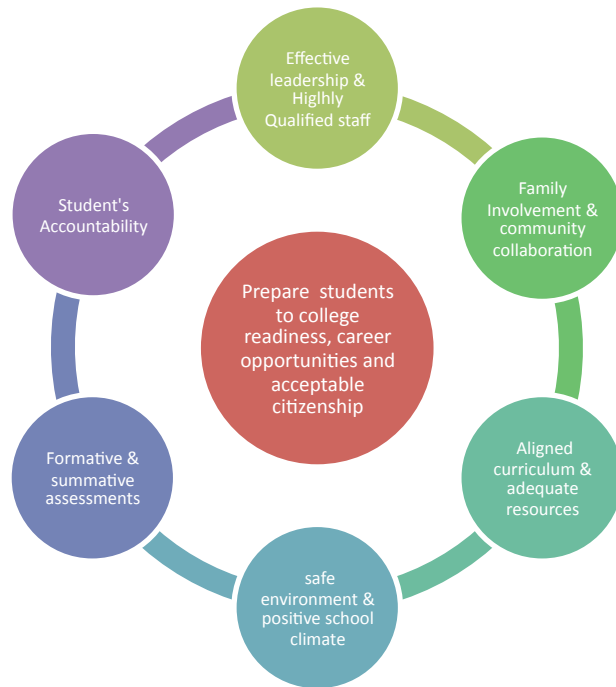 Effective
leadership &
Higlhly
Qualified staff
Family
Involvement &
community
collaboration
Student's
Accountability
Prepare students
to college
readiness, career
opportunities and
acceptable
citizenship
Aligned
curriculum &
adequate
resources
Formative &
summative
assessments
safe
environment &
positive school
climate